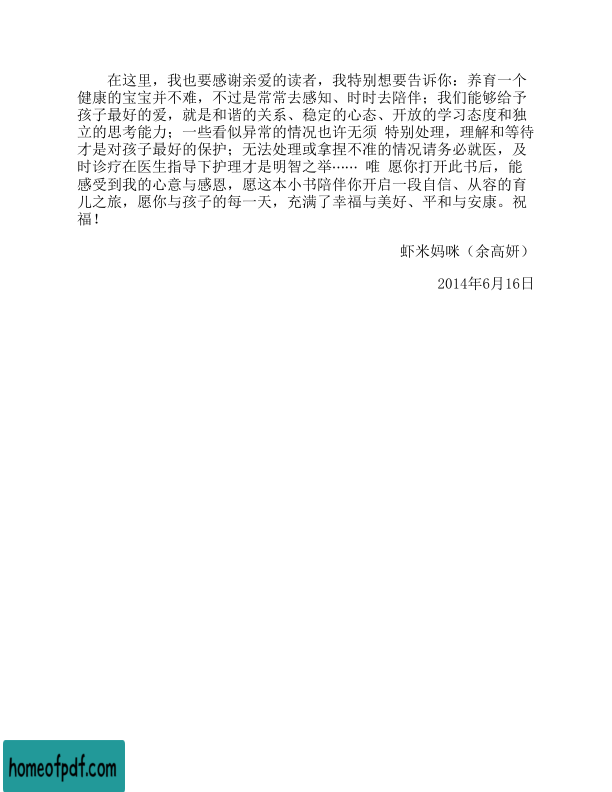 在这里，我也要感谢亲爱的读者，我特别想要告诉你：养育一个
健康的宝宝并不难，不过是常常去感知、时时去陪伴；我们能够给予
孩子最好的爱，就是和谐的关系、稳定的心态、开放的学习态度和独
立的思考能力；一些看似异常的情况也许无须 特别处理，理解和等待
才是对孩子最好的保护；无法处理或拿捏不准的情况请务必就医，及
时诊疗在医生指导下护理才是明智之举…… 唯 愿你打开此书后，能
感受到我的心意与感恩，愿这本小书陪伴你开启一段自信、从容的育
儿之旅，愿你与孩子的每一天，充满了幸福与美好、平和与安康。祝
福！
虾米妈咪（余高妍）
2014年6月16日
homeofpdf.com